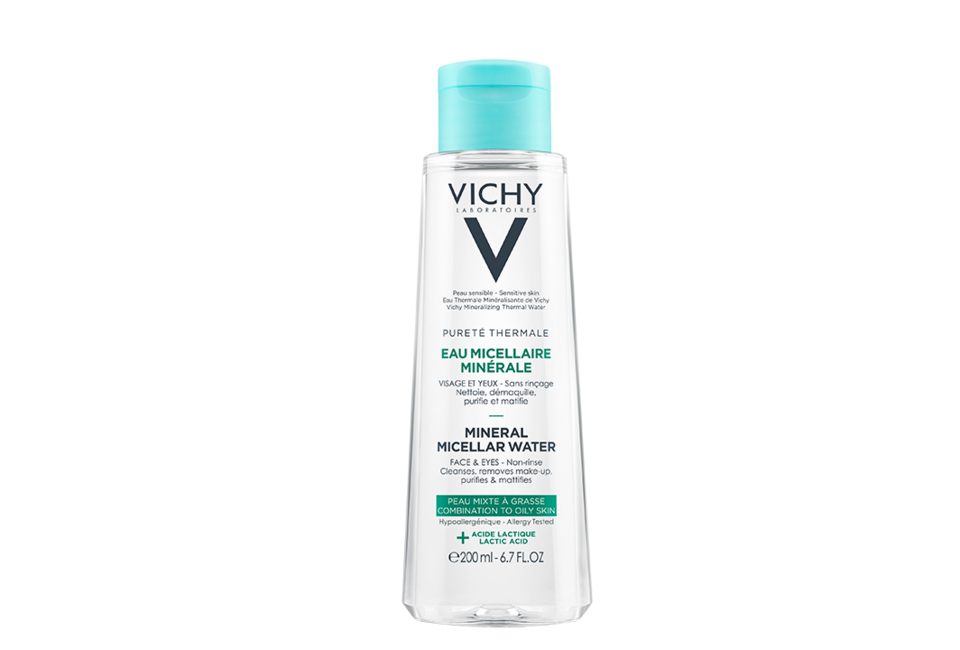 VICHY
LABORATOIRES
V
Peau sensible - Sensitive skin
Eau Thermale Minéralisante de Vichy
Vichy Mineralizing Thermal Water
PURETÉ THERMALE
EAU MICELLAIRE
MINÉRALE
VISAGE ET YEUX - Sans rinçage
Nettoie, démaquille,
purifie et matifie
MINERAL
MICELLAR WATER
FACE & EYES - Non-rinse
Cleanses, removes make-up,
purifies & mattifies
PEAU MIXTE À GRASSE
COMBINATION TO OILY SKIN
Hypoallergénique - Allergy Tested
+ ACIDE LACTIQUE
LACTIC ACID
℮200 ml - 6.7 FL.OZ